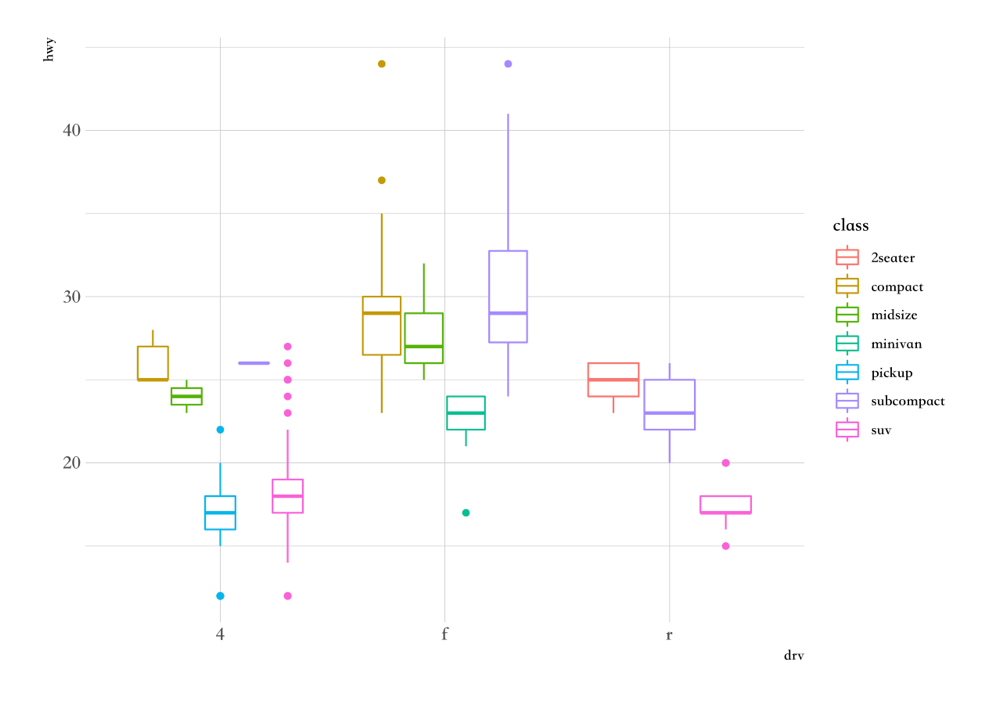 hwy
40
30
20
4
f
r
drv
class
2seater
compact
midsize
minivan
pickup
subcompact
suv